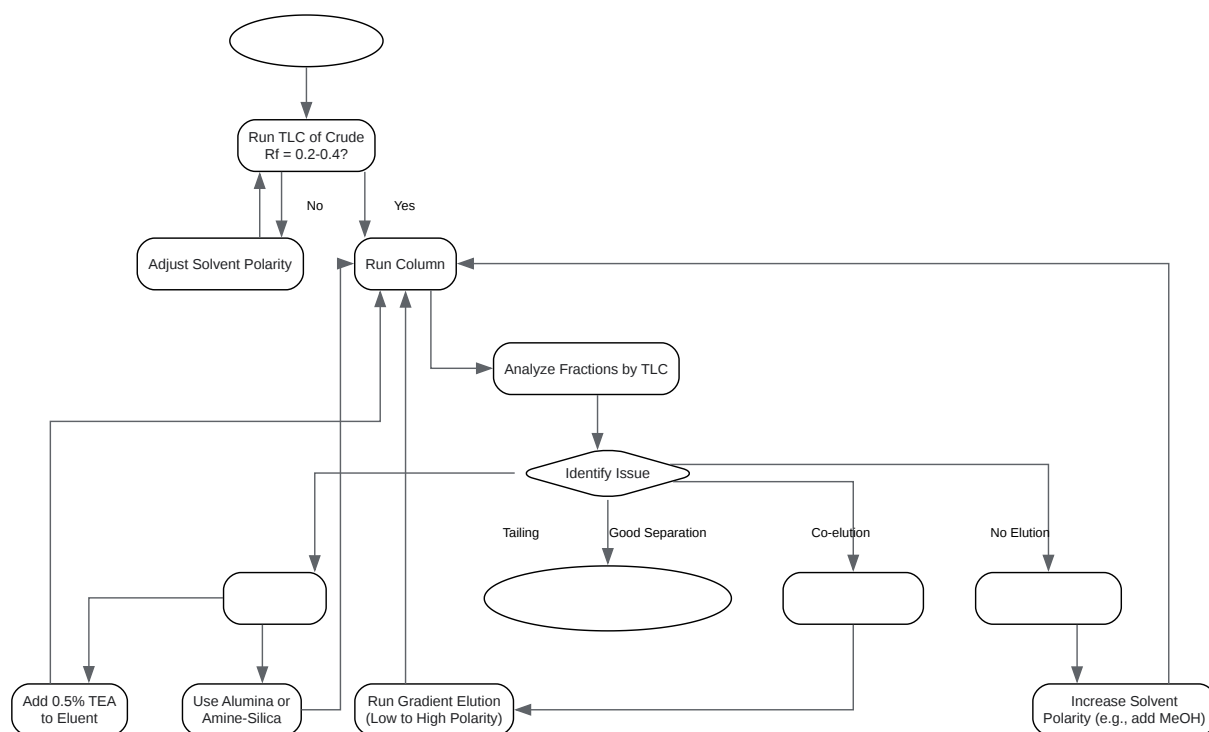 Run TLC of Crude
Rf = 0.2-0.4?
No
Yes
Adjust Solvent Polarity
Run Column
Analyze Fractions by TLC
Identify Issue
Tailing
Good Separation
Co-elution
No Elution
Add 0.5% TEA
to Eluent
Use Alumina or
Amine-Silica
Run Gradient Elution
(Low to High Polarity)
Increase Solvent
Polarity (e.g., add MeOH)